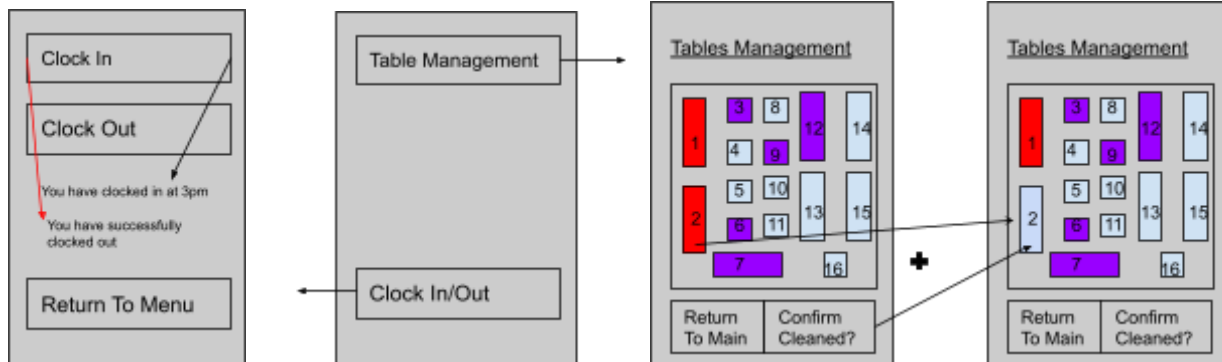 Clock In
Clock Out
You have clocked in at 3pm
You have successfully
clocked out
Return To Menu
Table Management
Clock In/Out
Tables Management
3
8
12
14
1
4
9
5
10
2
13
15
6
11
7
16
Return
To Main
Confirm
Cleaned?
Tables Management
3
8
12
14
1
4
9
5
10
2
13
15
6
11
7
16
Return
To Main
Confirm
Cleaned?